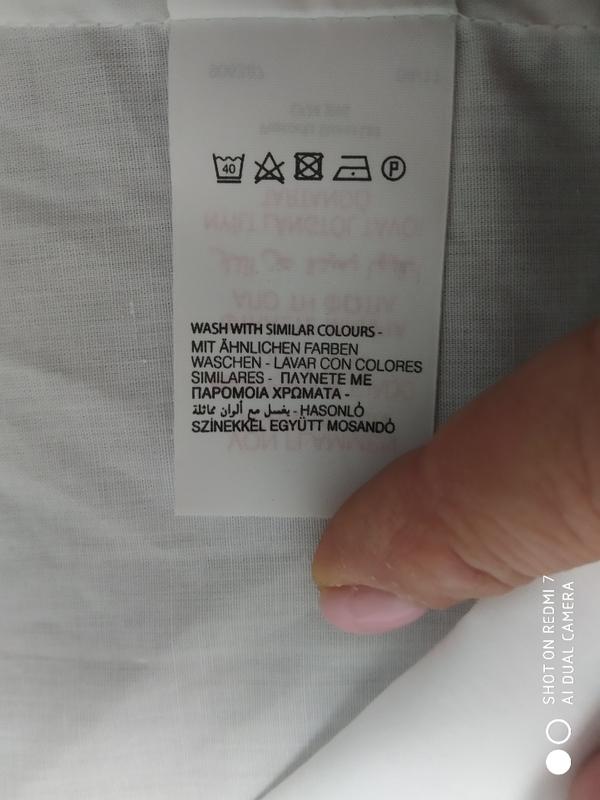 40
P
WASH WITH SIMILAR COLOURS -
MIT ÄHNLICHEN FARBEN
WASCHEN - LAVAR CON COLORES
SIMILARES - ΠΛΥΝΕΤΕ ΜΕ
ΠΑΡΟΜΟΙΑ ΧΡΩΜΑΤΑ -
يغسل مع ألوان مماثلة - HASONLÓ
SZÍNEKKEL EGYÜTT MOSANDÓ
SHOT ON REDMI 7
AI DUAL CAMERA